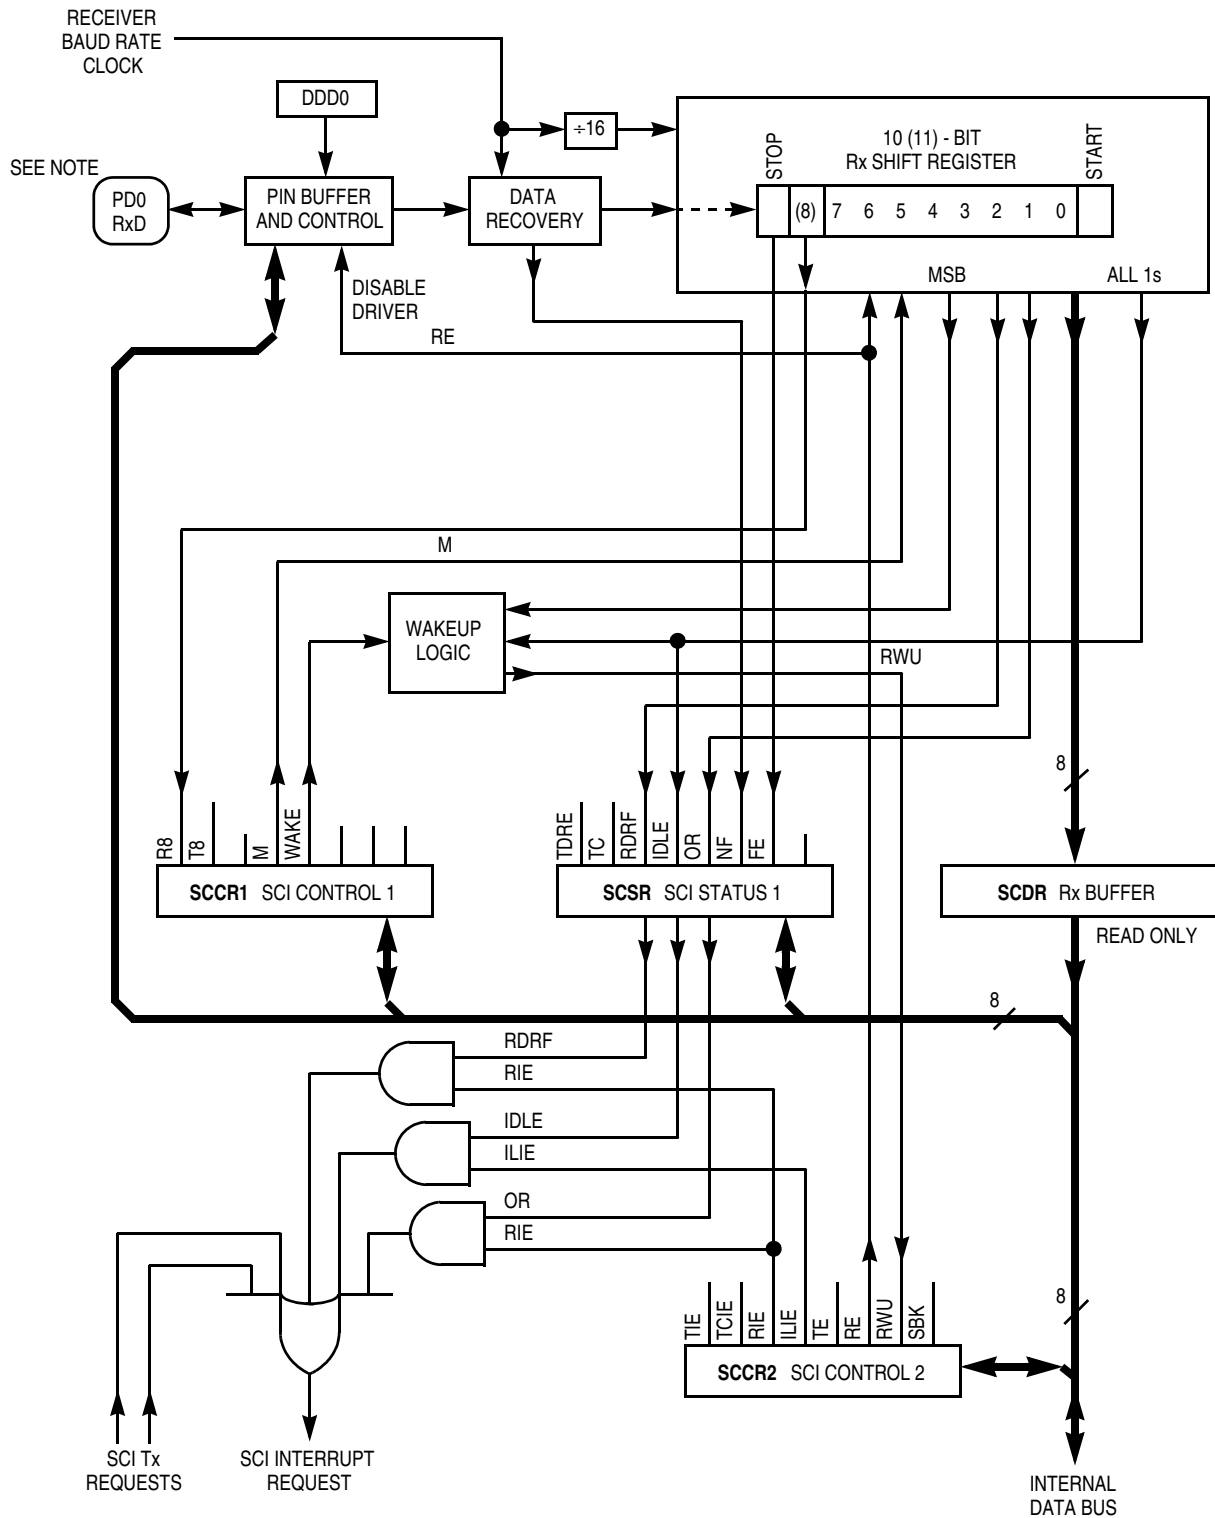 RECEIVER
BAUD RATE
CLOCK
DDD0
÷16
SEE NOTE
PD0
RxD
PIN BUFFER
AND CONTROL
DATA
RECOVERY
STOP
10 (11) - BIT
Rx SHIFT REGISTER
START
(8) 7 6 5 4 3 2 1 0
MSB
ALL 1s
DISABLE
DRIVER
RE
M
WAKEUP
LOGIC
RWU
8
R8
T8
M
WAKE
SCCR1 SCI CONTROL 1
TDRE
TC
RDRF
IDLE
OR
NF
FE
SCSR SCI STATUS 1
SCDR Rx BUFFER
READ ONLY
8
RDRF
RIE
IDLE
ILIE
OR
RIE
8
TIE
TCIE
RIE
ILIE
TE
RE
RWU
SBK
SCCR2 SCI CONTROL 2
SCI Tx
REQUESTS
SCI INTERRUPT
REQUEST
INTERNAL
DATA BUS